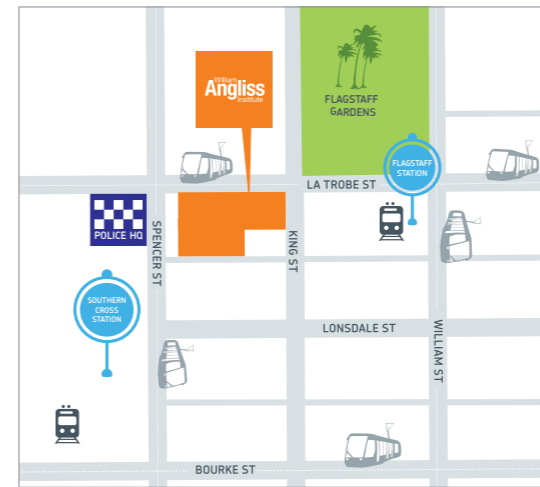 William
Angliss
Institute
FLAGSTAFF
GARDENS
FLAGSTAFF
STATION
LA TROBE ST
POLICE HQ
SPENCER ST
KING ST
SOUTHERN
CROSS
STATION
LONSDALE ST
WILLIAM ST
BOURKE ST